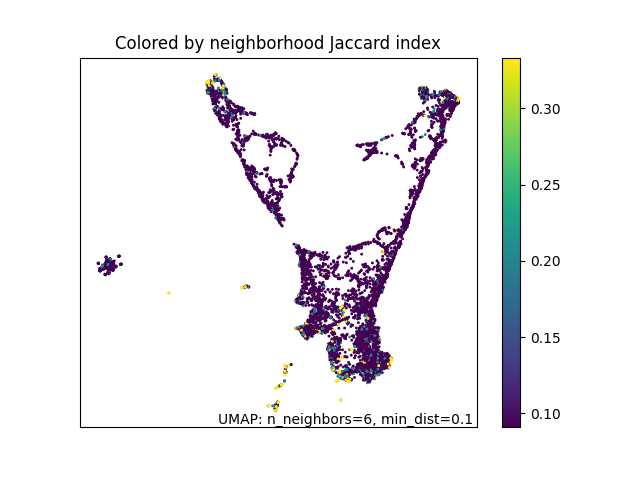 Colored by neighborhood Jaccard index
0.30
0.25
0.20
0.15
0.10
UMAP: n_neighbors=6, min_dist=0.1